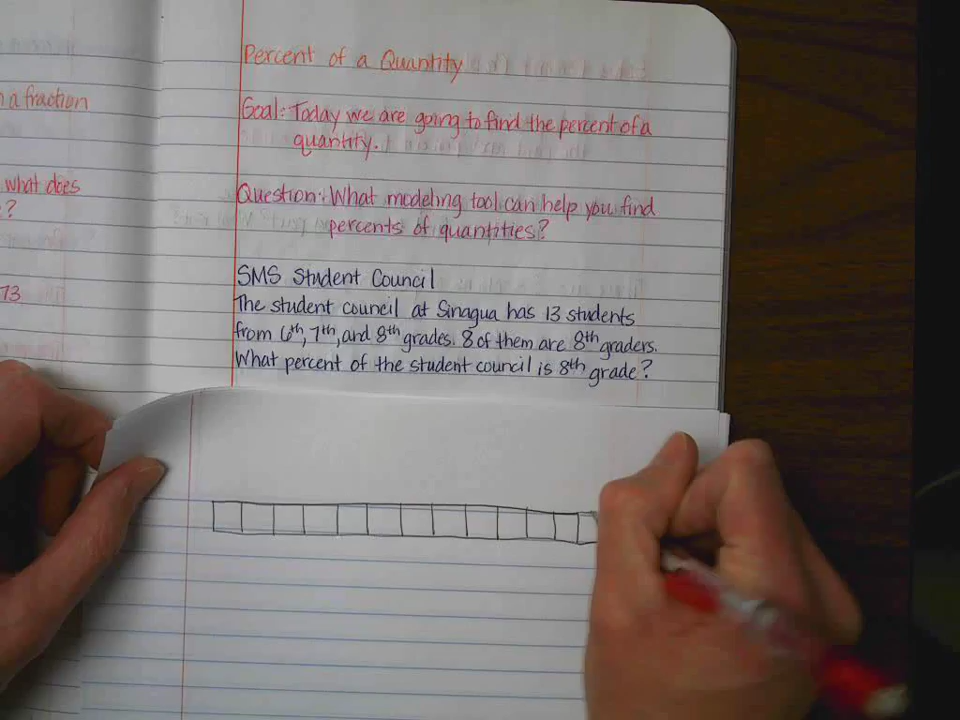 Percent of a Quantity
n a fraction
Goal: Today we are going to find the percent of a
quantity.
what does
?
Question: What modeling tool can help you find
percents of quantities?
SMS Student Council
73
The student council at Sinagua has 13 students
from 6th, 7th, and 8th grades. 8 of them are 8th graders.
What percent of the student council is 8th grade?